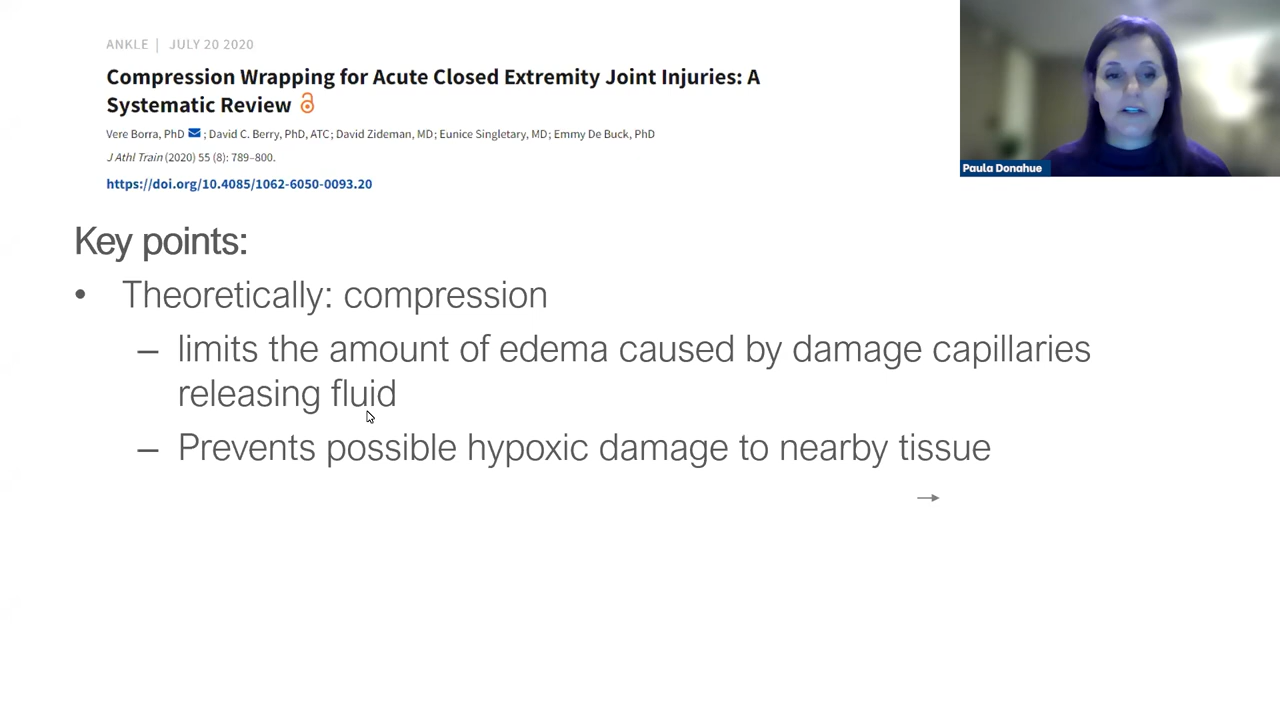 ANKLE | JULY 20 2020
Compression Wrapping for Acute Closed Extremity Joint Injuries: A
Systematic Review
Vere Borra, PhD ; David C. Berry, PhD, ATC; David Zideman, MD; Eunice Singletary, MD; Emmy De Buck, PhD
J Athl Train (2020) 55 (8): 789–800.
https://doi.org/10.4085/1062-6050-0093.20
Paula Donahue
Key points:
• Theoretically: compression
– limits the amount of edema caused by damage capillaries
releasing fluid
– Prevents possible hypoxic damage to nearby tissue
→